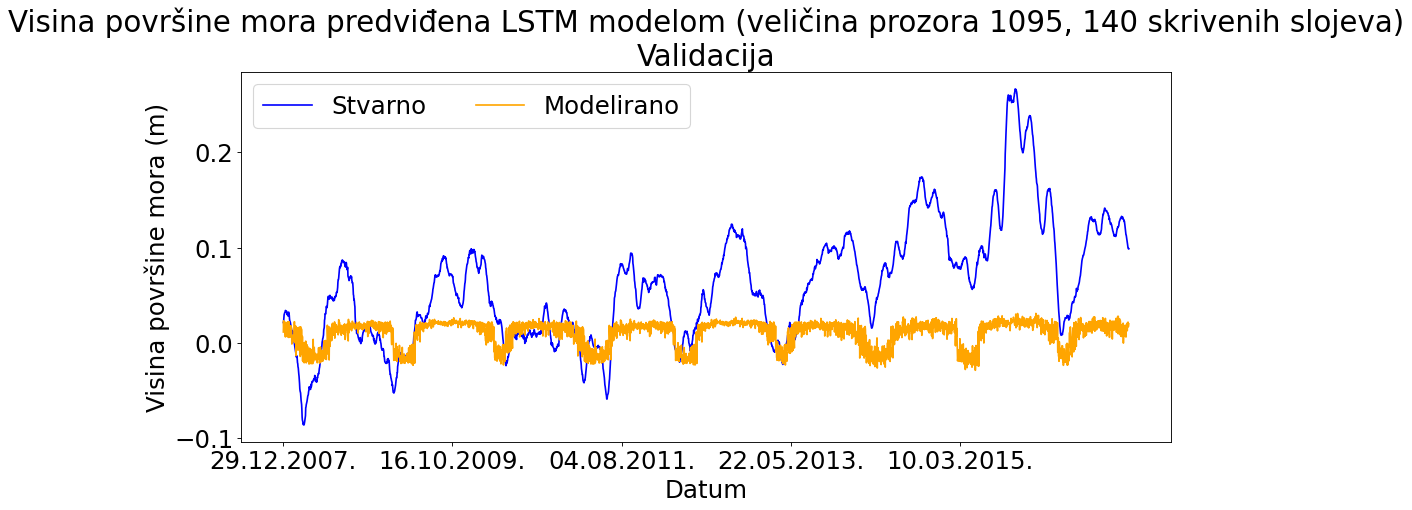 Visina površine mora predviđena LSTM modelom (veličina prozora 1095, 140 skrivenih slojeva)
Validacija
Stvarno
Modelirano
Visina površine mora (m)
0.2
0.1
0.0
−0.1
29.12.2007.
16.10.2009.
04.08.2011.
22.05.2013.
10.03.2015.
Datum